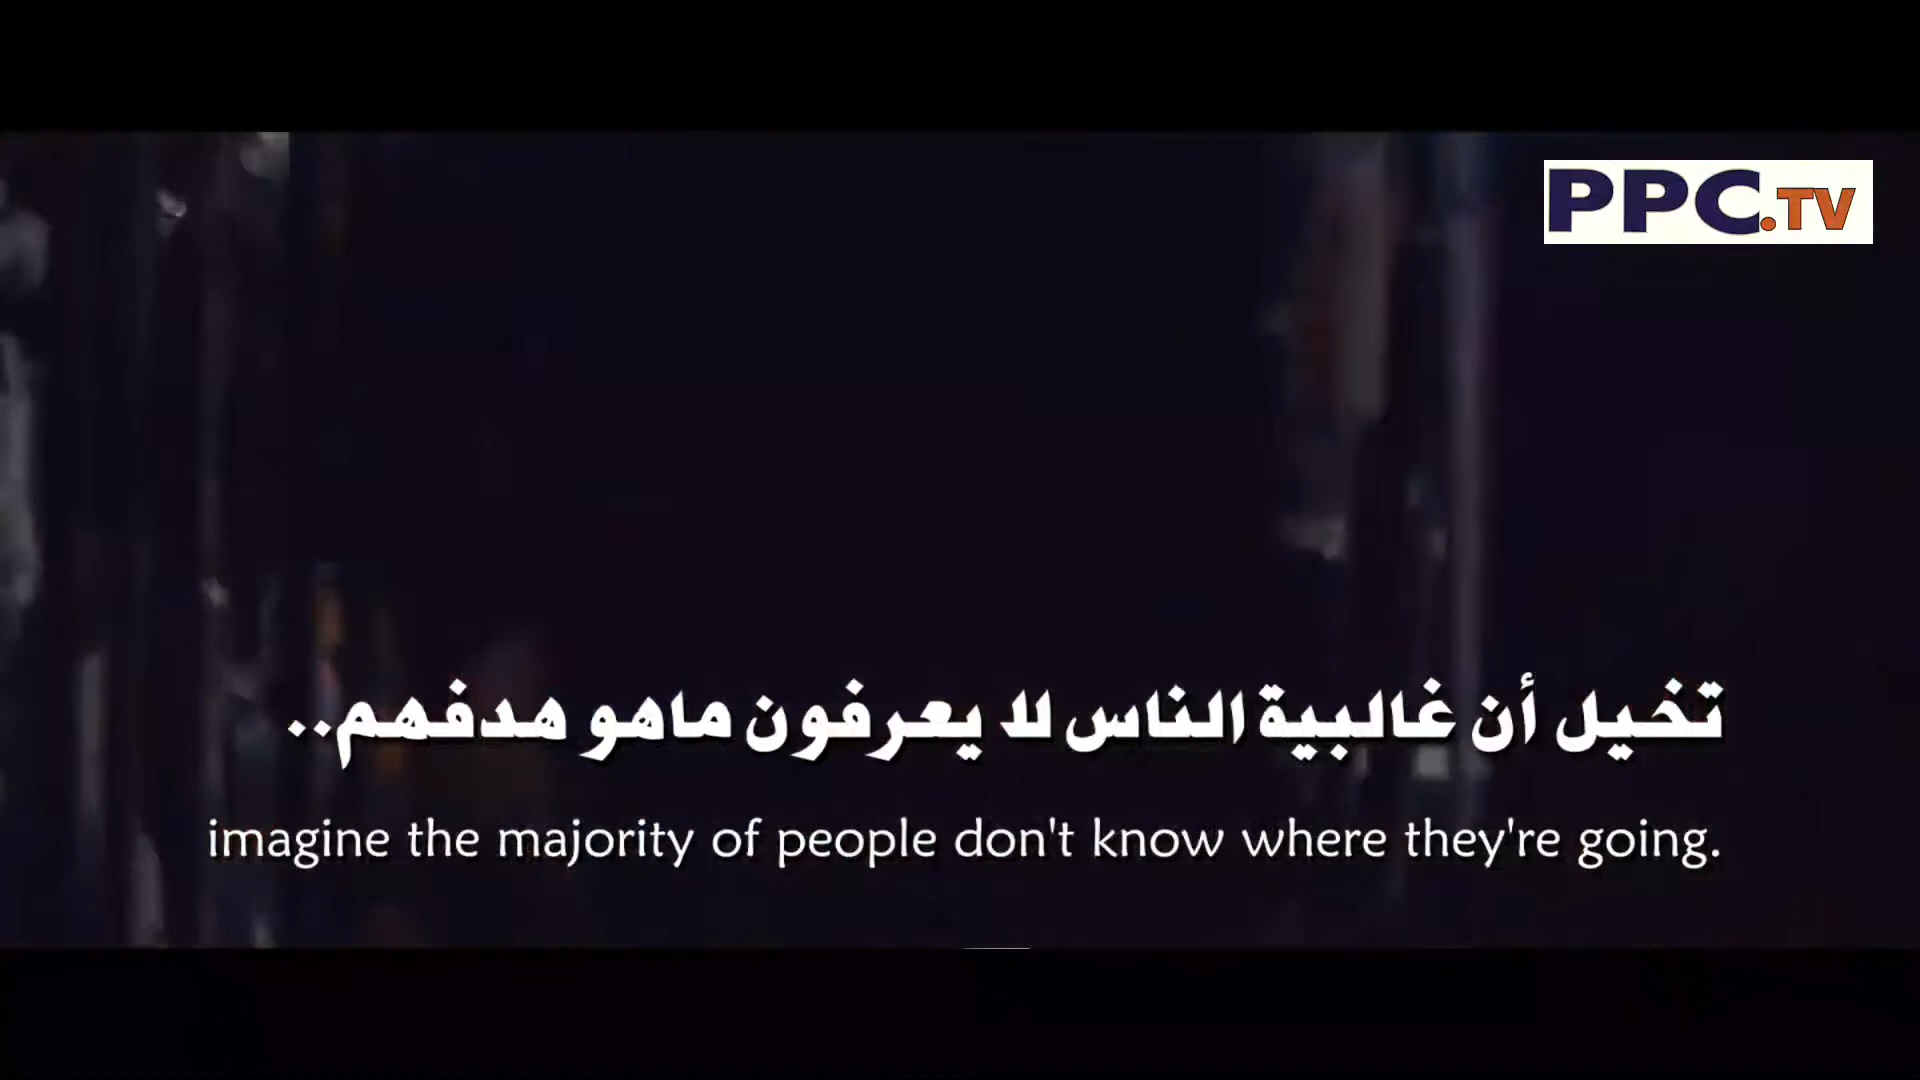 PPC.TV
تخيل أن غالبية الناس لا يعرفون ماهو هدفهم..
imagine the majority of people don't know where they're going.